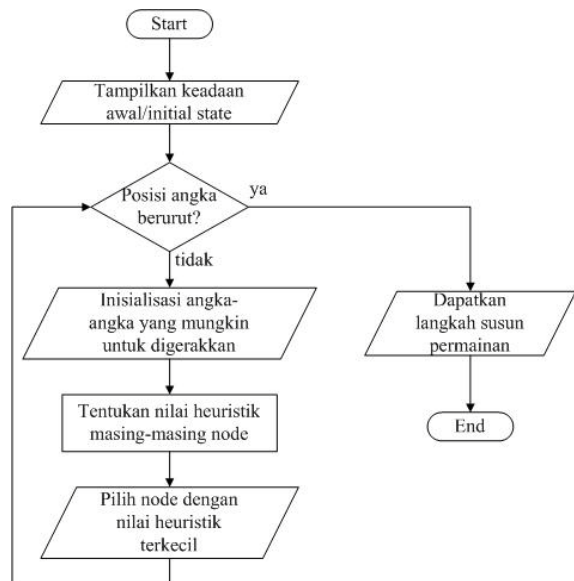 Start
Tampilkan keadaan
awal/initial state
Posisi angka
berurut?
ya
tidak
Inisialisasi angka-
angka yang mungkin
untuk digerakkan
Dapatkan
langkah susun
permainan
Tentukan nilai heuristik
masing-masing node
End
Pilih node dengan
nilai heuristik
terkecil